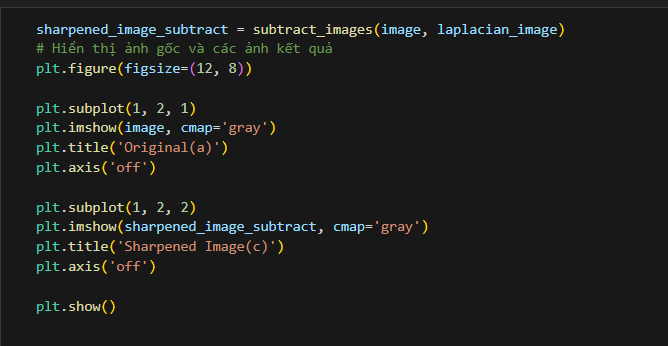 sharpened_image_subtract = subtract_images(image, laplacian_image)
# Hiển thị ảnh gốc và các ảnh kết quả
plt.figure(figsize=(12, 8))

plt.subplot(1, 2, 1)
plt.imshow(image, cmap='gray')
plt.title('Original(a)')
plt.axis('off')

plt.subplot(1, 2, 2)
plt.imshow(sharpened_image_subtract, cmap='gray')
plt.title('Sharpened Image(c)')
plt.axis('off')

plt.show()